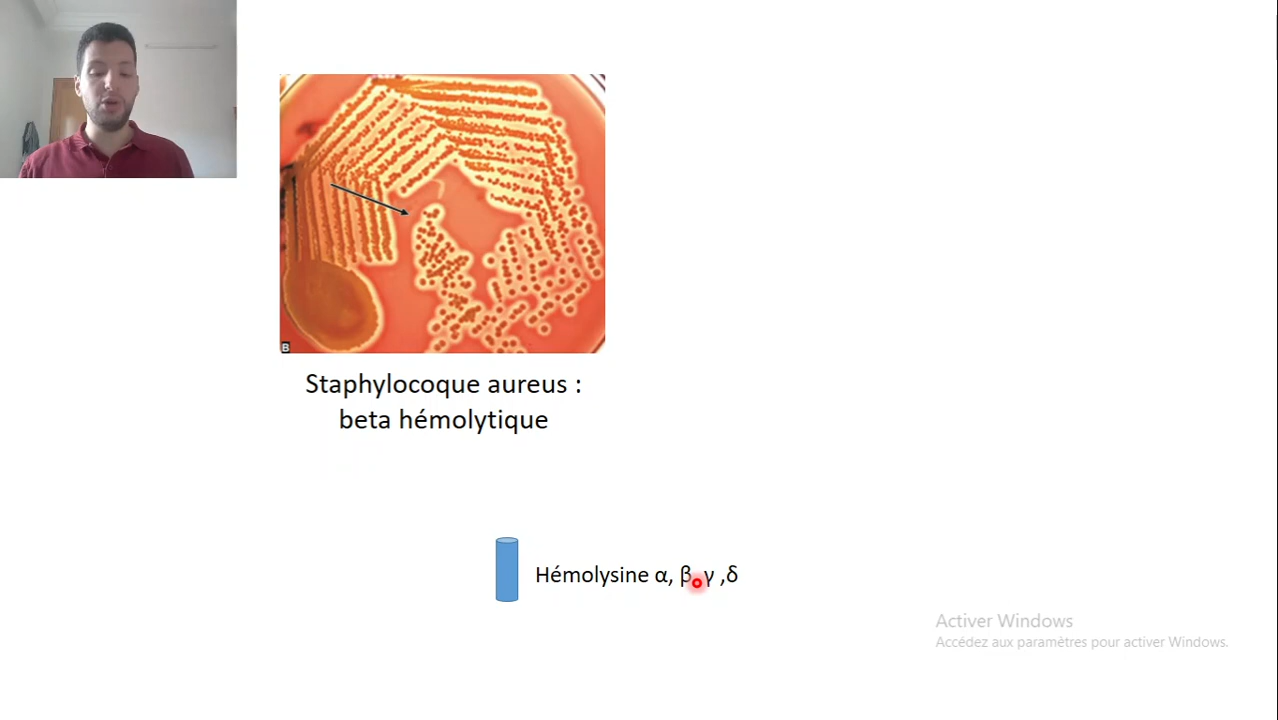 B
Staphylocoque aureus :
beta hémolytique
Hémolysine α, β, γ ,δ
Activer Windows
Accédez aux paramètres pour activer Windows.